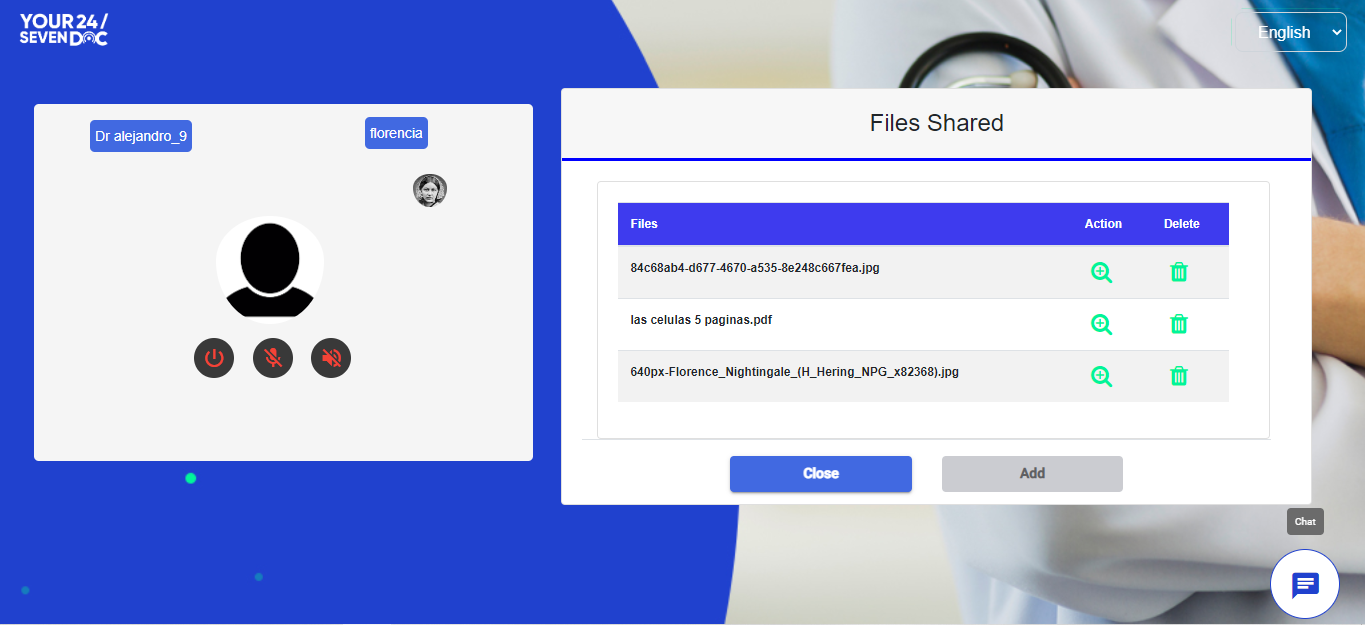 YOUR24/
SEVENDOC
English
Dr alejandro_9
florencia
Files Shared
Files Action Delete
84c68ab4-d677-4670-a535-8e248c667fea.jpg
las celulas 5 paginas.pdf
640px-Florence_Nightingale_(H_Hering_NPG_x82368).jpg
Close Add
Chat